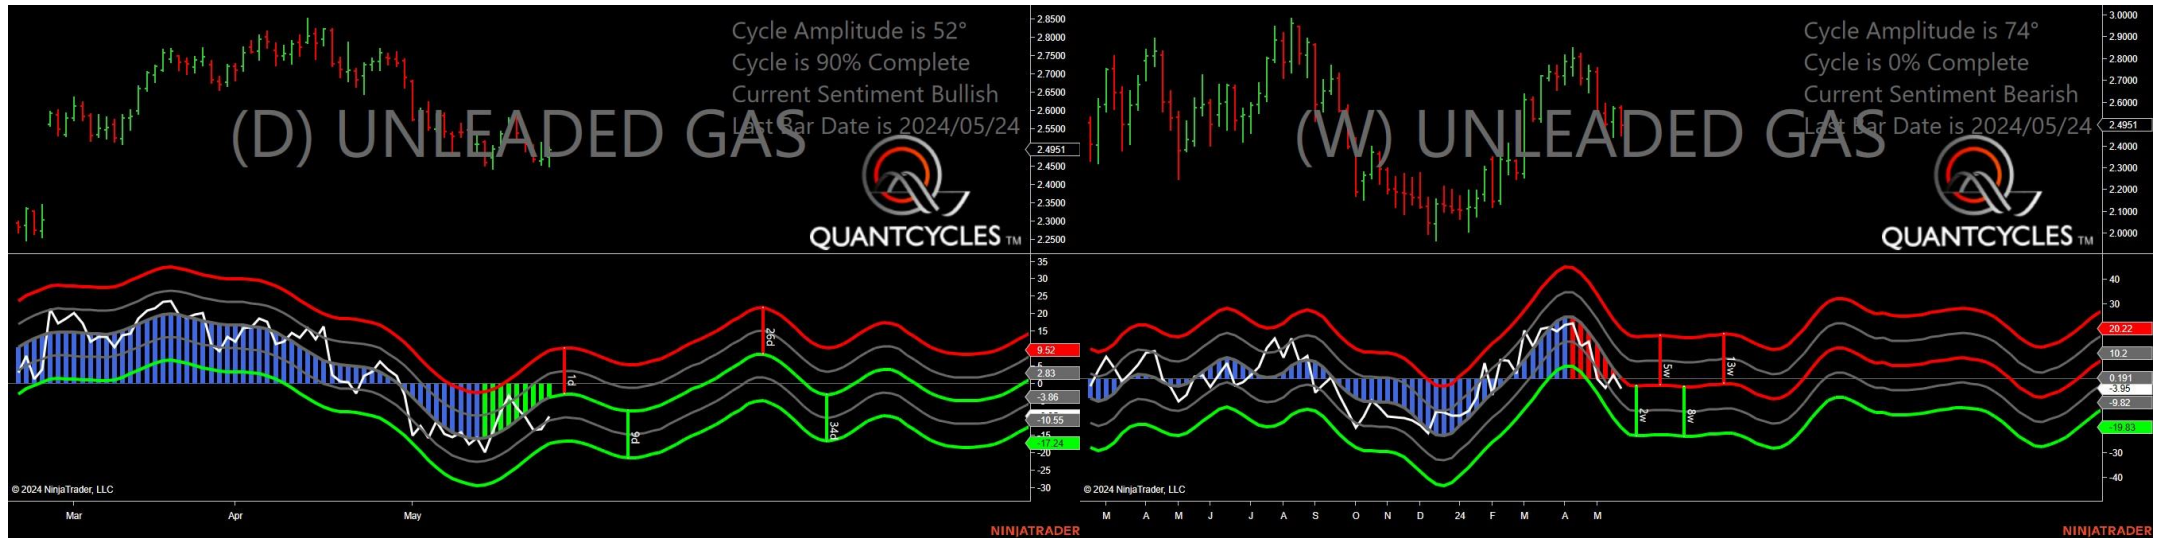 Cycle Amplitude is 52°
Cycle is 90% Complete
Current Sentiment Bullish
Last Bar Date is 2024/05/24
(D) UNLEADED GAS
QUANTCYCLES TM
2.8500
2.8000
2.7500
2.7000
2.6500
2.6000
2.5500
2.4951
2.4500
2.4000
2.3500
2.3000
2.2500
35
30
25
20
15
9.52
2.83
0
-3.86
-10.55
-15
-17.24
-20
-25
-30
1d
9d
26d
34d
© 2024 NinjaTrader, LLC
Mar
Apr
May
NINJATRADER
Cycle Amplitude is 74°
Cycle is 0% Complete
Current Sentiment Bearish
Last Bar Date is 2024/05/24
(W) UNLEADED GAS
QUANTCYCLES TM
3.0000
2.9000
2.8000
2.7000
2.6000
2.4951
2.4000
2.3000
2.2000
2.1000
2.0000
40
30
20.22
10.2
0.191
-3.95
-9.82
-19.83
-30
-40
2w
5w
8w
13w
© 2024 NinjaTrader, LLC
M A M J J A S O N D 24 F M A M
NINJATRADER